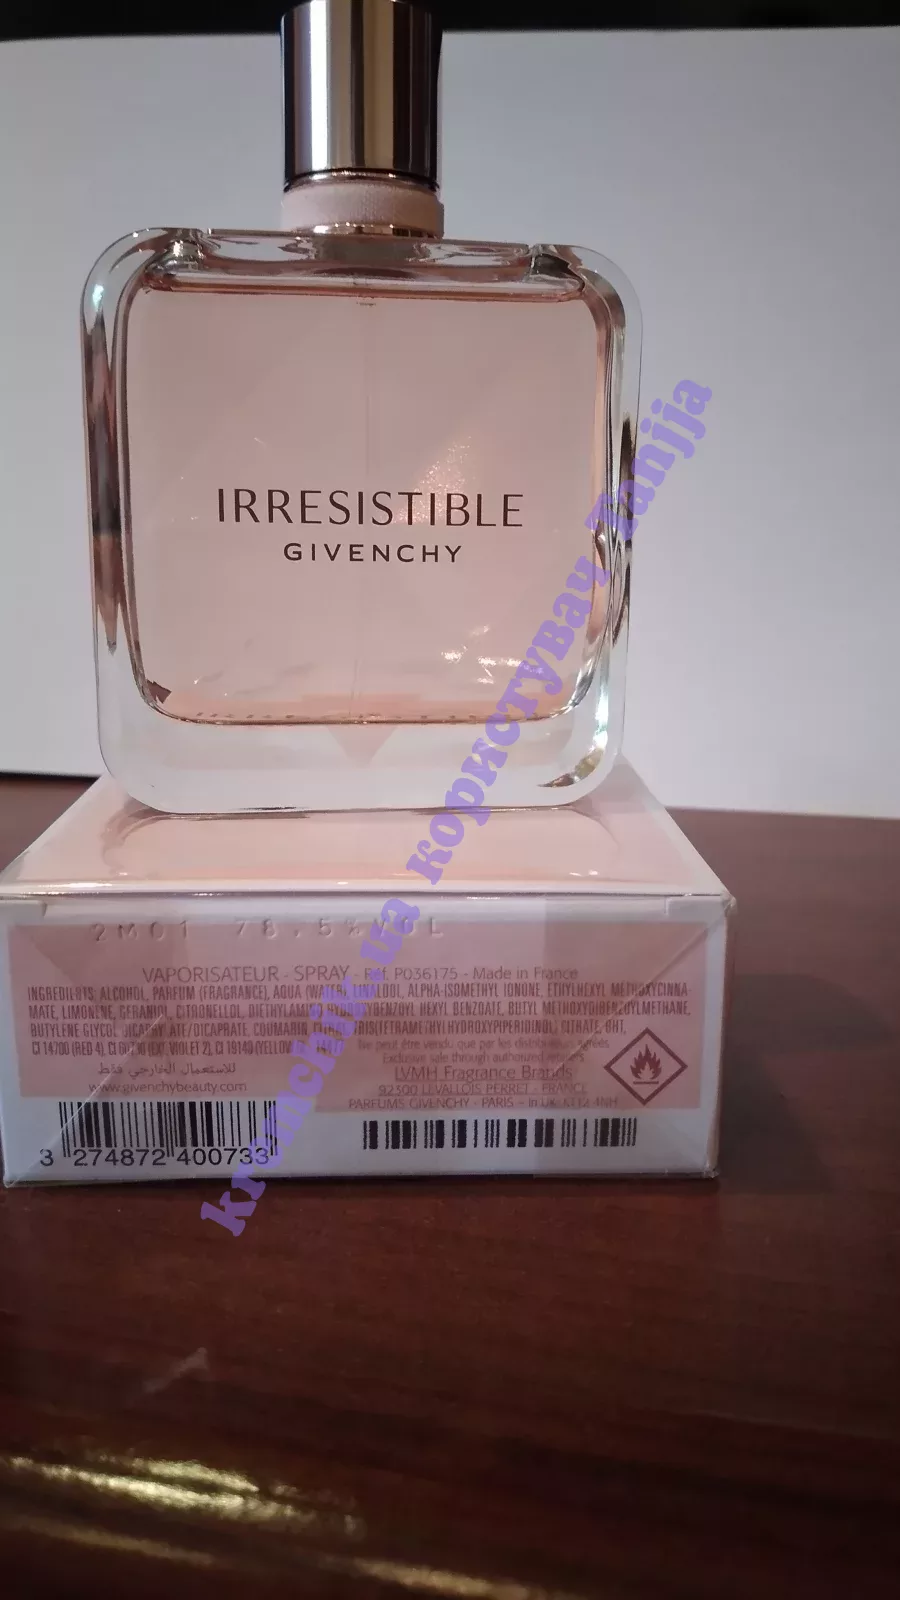 IRRESISTIBLE
GIVENCHY
2M01 78.5%VOL
VAPORISATEUR - SPRAY - Réf. P036175 - Made in France
INGREDIENTS: ALCOHOL, PARFUM (FRAGRANCE), AQUA (WATER), LINALOOL, ALPHA-ISOMETHYL IONONE, ETHYLHEXYL METHOXYCINNA-
MATE, LIMONENE, GERANIOL, CITRONELLOL, DIETHYLAMINO HYDROXYBENZOYL HEXYL BENZOATE, BUTYL METHOXYDIBENZOYLMETHANE,
BUTYLENE GLYCOL DICAPRYLATE/DICAPRATE, COUMARIN, CITRAL, TRIS(TETRAMETHYLHYDROXYPIPERIDINOL) CITRATE, BHT,
CI 14700 (RED 4), CI 60730 (EXT. VIOLET 2), CI 19140 (YELLOW 5) Ne peut être vendu que par les distributeurs agréés
Exclusive sale through authorized retailers
للاستعمال الخارجي فقط
LVMH Fragrance Brands
www.givenchybeauty.com
92300 LEVALLOIS PERRET - FRANCE
PARFUMS GIVENCHY - PARIS - In UK: KT12 4NH
3 274872 400733
kremchik.ua користувач Tanjja